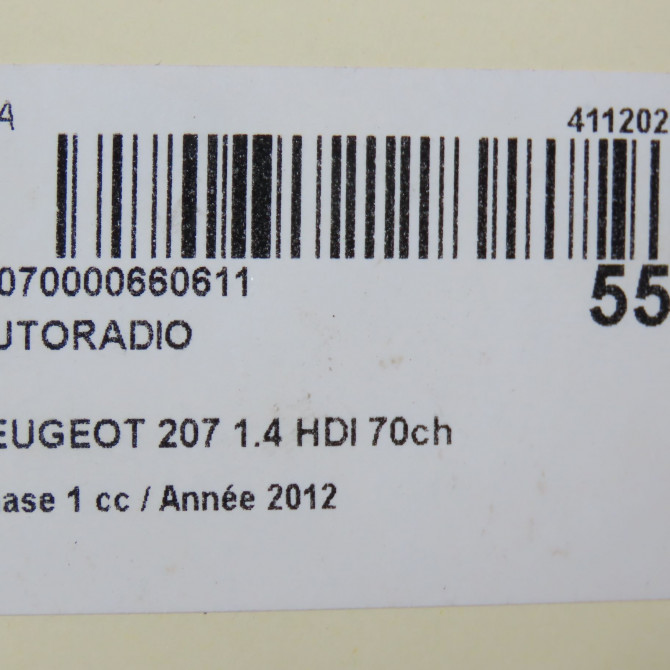 A 411202
070000660611
55
UTORADIO
EUGEOT 207 1.4 HDI 70ch
ase 1 cc / Année 2012